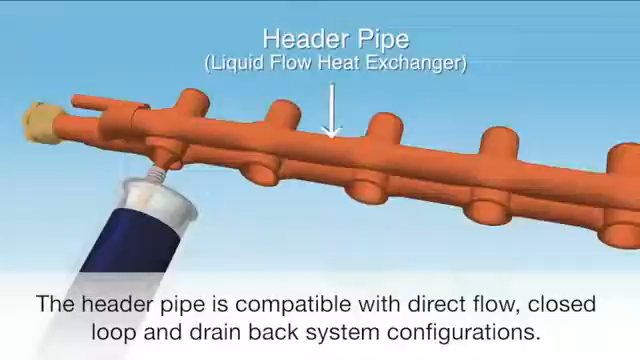 Header Pipe
(Liquid Flow Heat Exchanger)
The header pipe is compatible with direct flow, closed
loop and drain back system configurations.